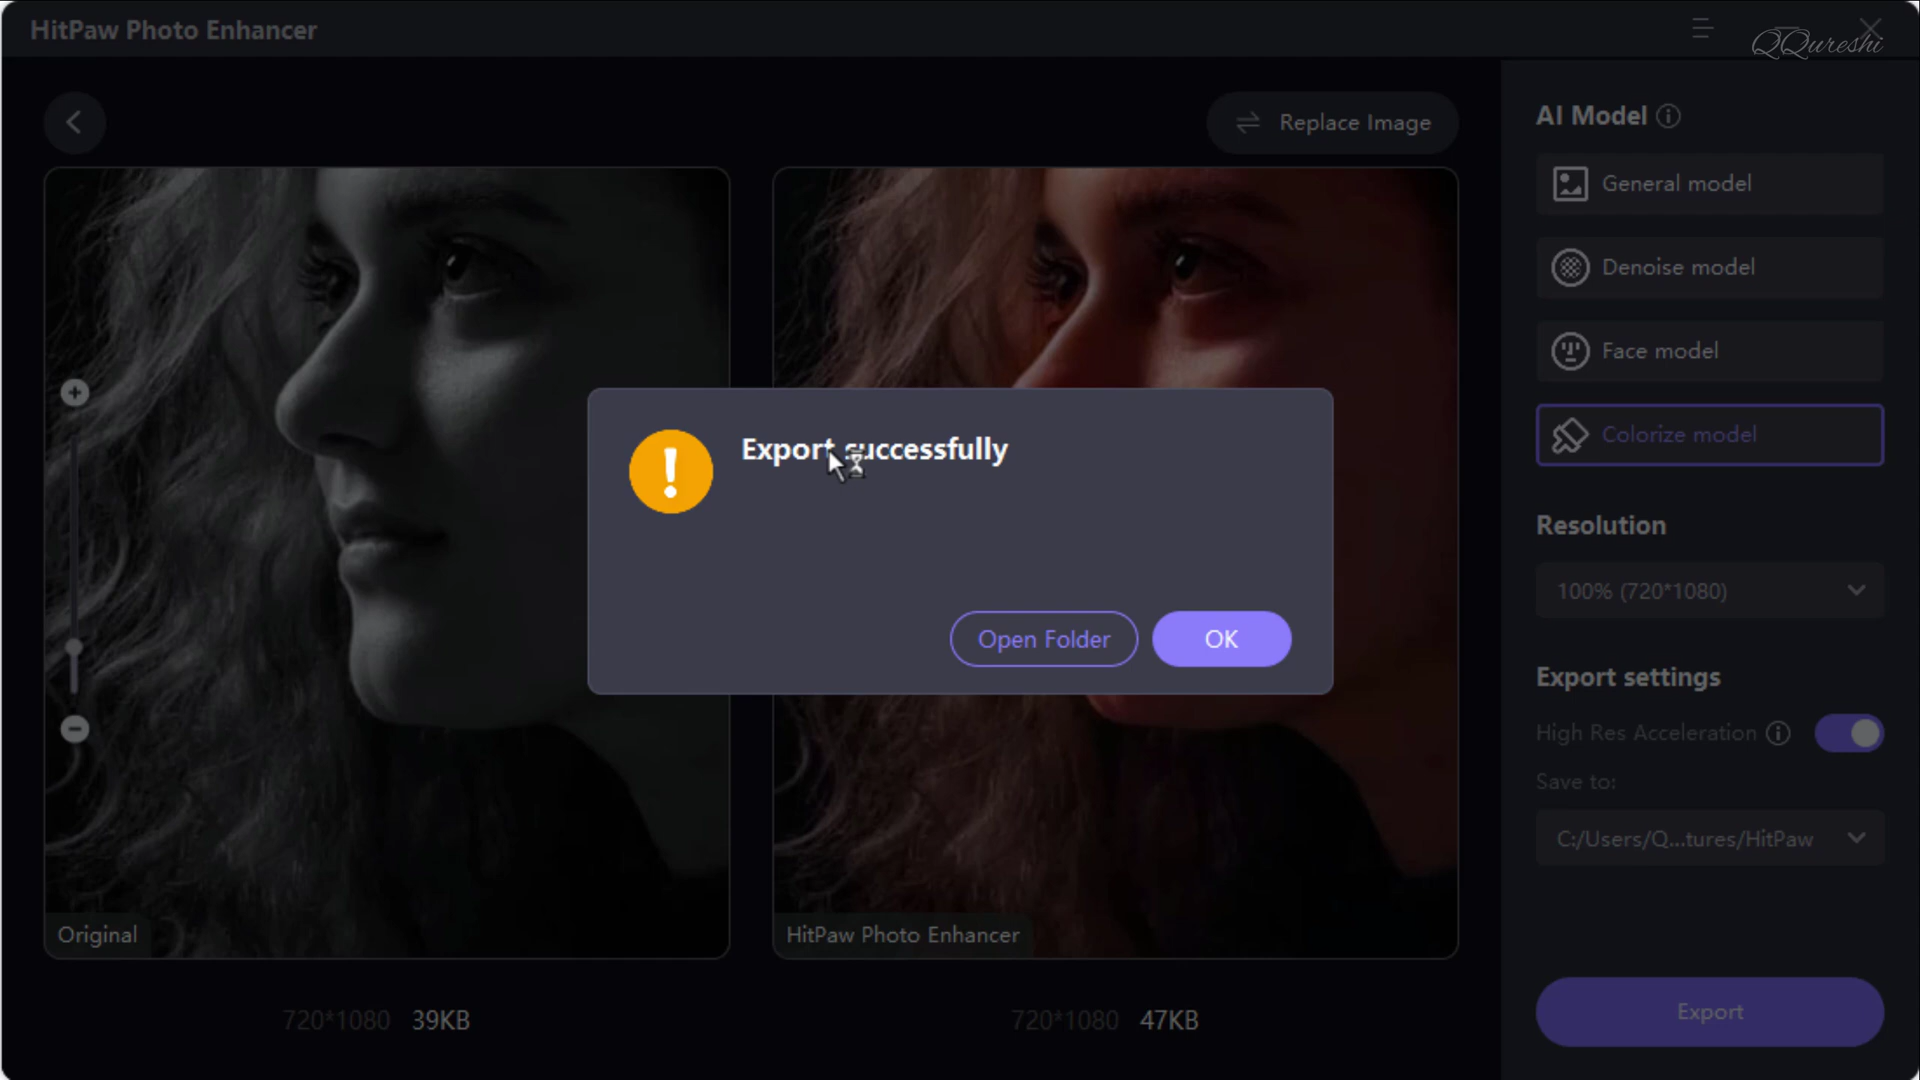 HitPaw Photo Enhancer
QQureshi
Replace Image
AI Model
General model
Denoise model
Face model
Colorize model
Export successfully
Open Folder
OK
Resolution
100% (720*1080)
Export settings
High Res Acceleration
Save to:
C:/Users/Q...tures/HitPaw
Original
HitPaw Photo Enhancer
720*1080 39KB
720*1080 47KB
Export